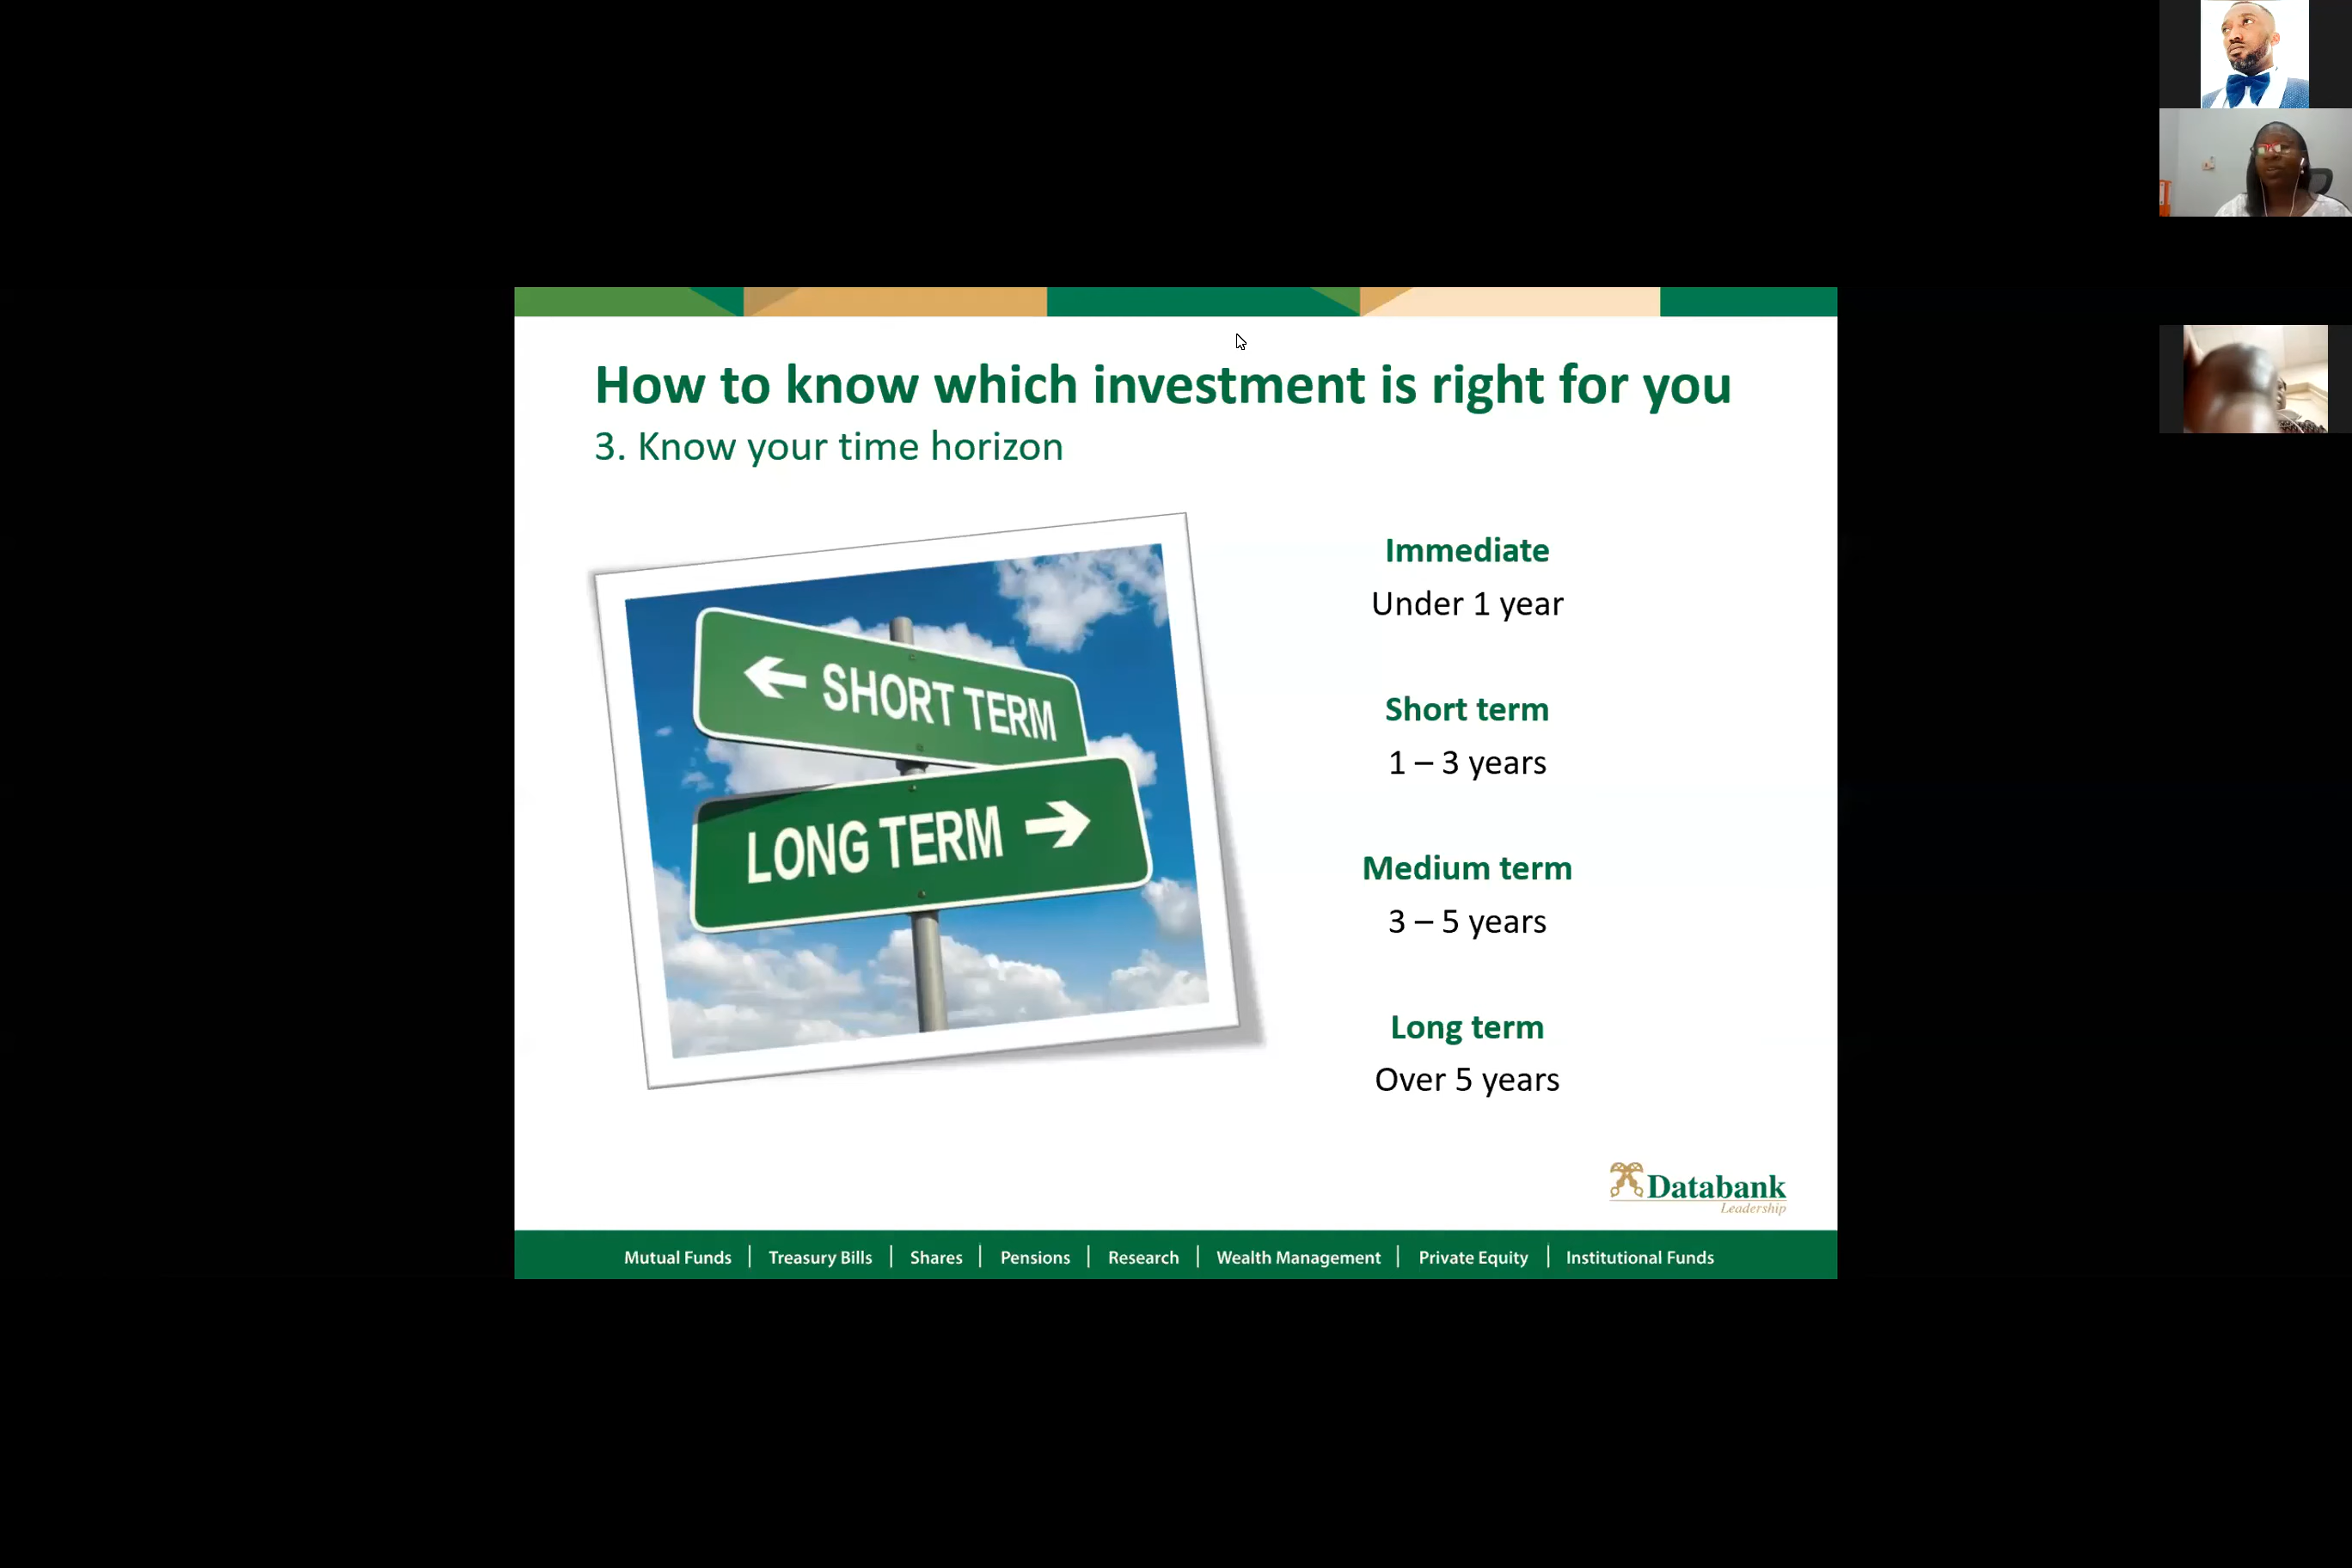 How to know which investment is right for you
3. Know your time horizon
SHORT TERM
LONG TERM
Immediate
Under 1 year
Short term
1 – 3 years
Medium term
3 – 5 years
Long term
Over 5 years
Databank
Leadership
Mutual Funds | Treasury Bills | Shares | Pensions | Research | Wealth Management | Private Equity | Institutional Funds